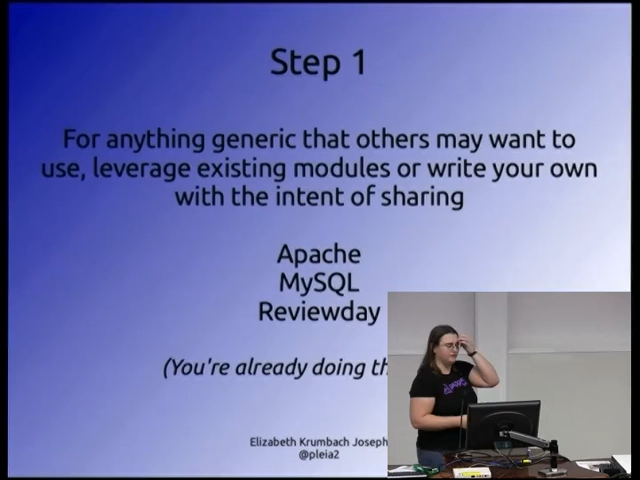 Step 1
For anything generic that others may want to
use, leverage existing modules or write your own
with the intent of sharing
Apache
MySQL
Reviewday
(You're already doing th
Elizabeth Krumbach Joseph
@pleia2